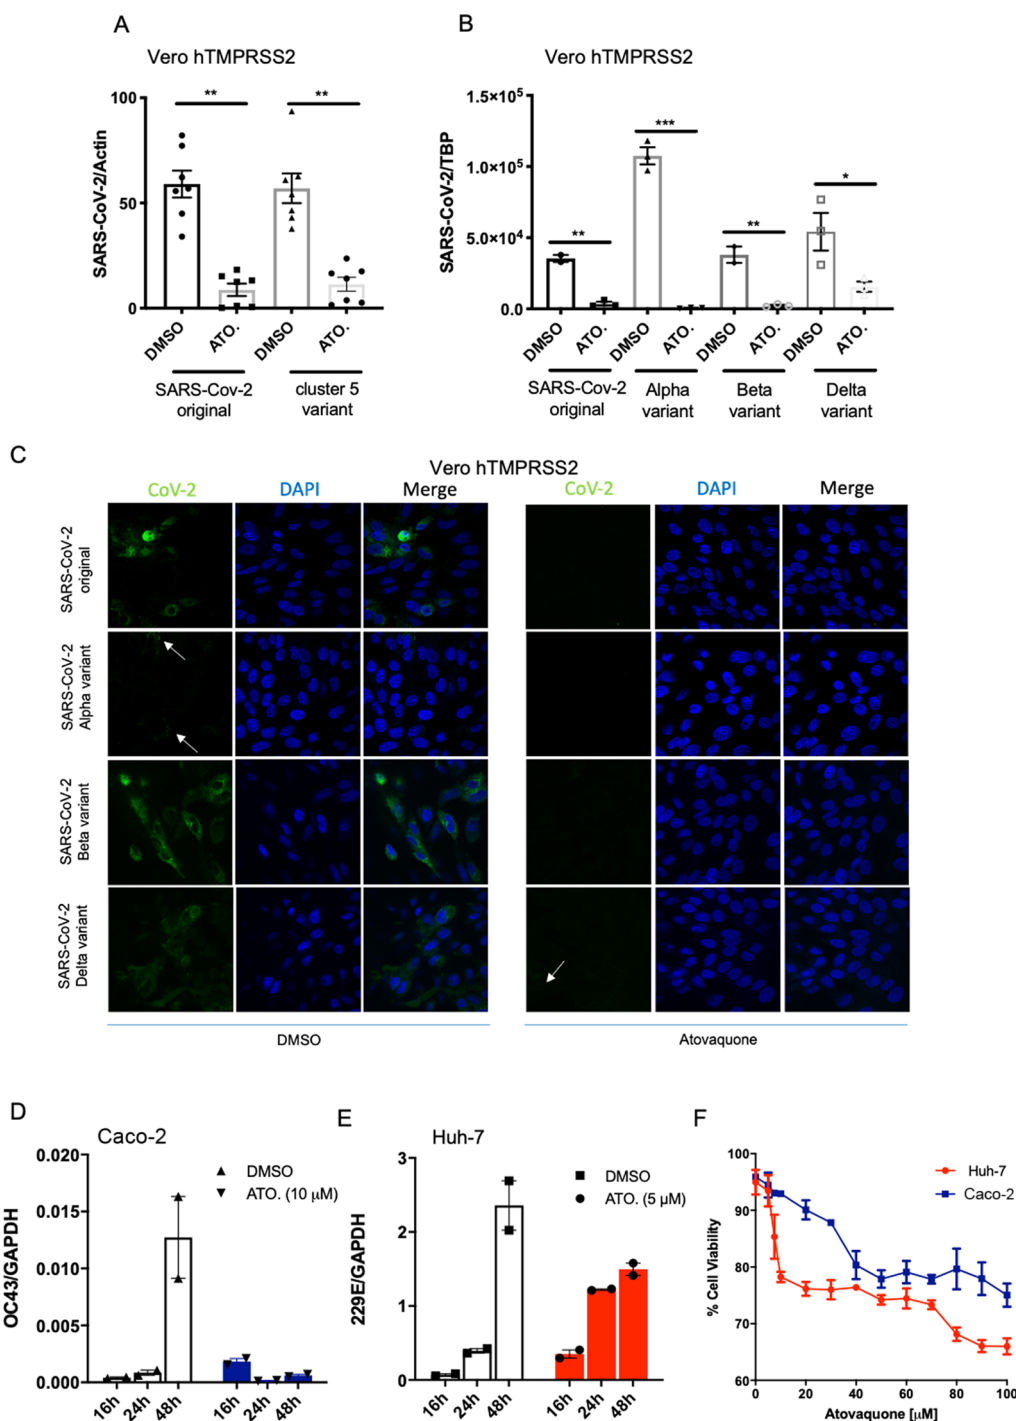 A
Vero hTMPRSS2
SARS-CoV-2/Actin
100
50
0
**
**
DMSO
ATO.
DMSO
ATO.
SARS-Cov-2
original
cluster 5
variant
B
Vero hTMPRSS2
SARS-CoV-2/TBP
1.5×10⁵
1.0×10⁵
5.0×10⁴
0.0
**
***
**
*
DMSO
ATO.
DMSO
ATO.
DMSO
ATO.
DMSO
ATO.
SARS-Cov-2
original
Alpha
variant
Beta
variant
Delta
variant
C
Vero hTMPRSS2
CoV-2 DAPI Merge
CoV-2 DAPI Merge
SARS-CoV-2
original
SARS-CoV-2
Alpha variant
SARS-CoV-2
Beta variant
SARS-CoV-2
Delta variant
DMSO
Atovaquone
D
Caco-2
OC43/GAPDH
0.020
0.015
0.010
0.005
0.000
DMSO
ATO. (10 µM)
16h
24h
48h
16h
24h
48h
E
Huh-7
229E/GAPDH
3
2
1
0
DMSO
ATO. (5 µM)
16h
24h
48h
16h
24h
48h
F
% Cell Viability
100
90
80
70
60
Huh-7
Caco-2
0 20 40 60 80 100
Atovaquone [µM]